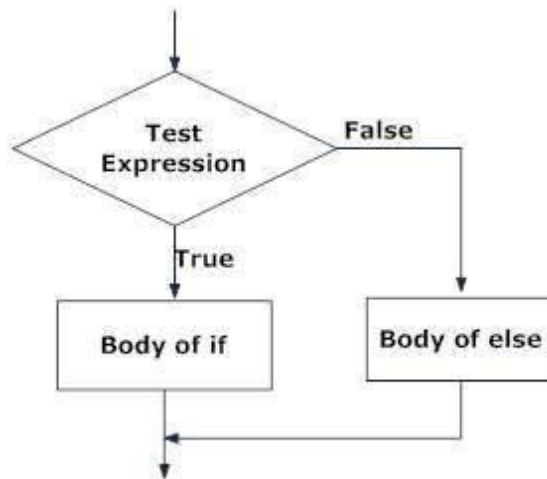 Test
Expression
False
True
Body of if
Body of else